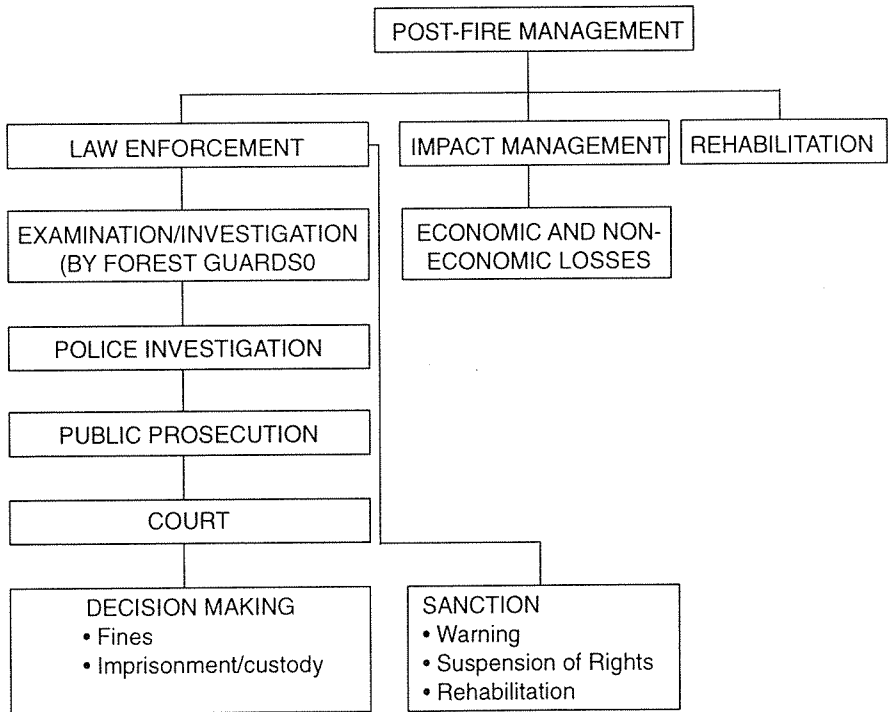 POST-FIRE MANAGEMENT
LAW ENFORCEMENT
IMPACT MANAGEMENT
REHABILITATION
EXAMINATION/INVESTIGATION
(BY FOREST GUARDS0
ECONOMIC AND NON-
ECONOMIC LOSSES
POLICE INVESTIGATION
PUBLIC PROSECUTION
COURT
DECISION MAKING
• Fines
• Imprisonment/custody
SANCTION
• Warning
• Suspension of Rights
• Rehabilitation